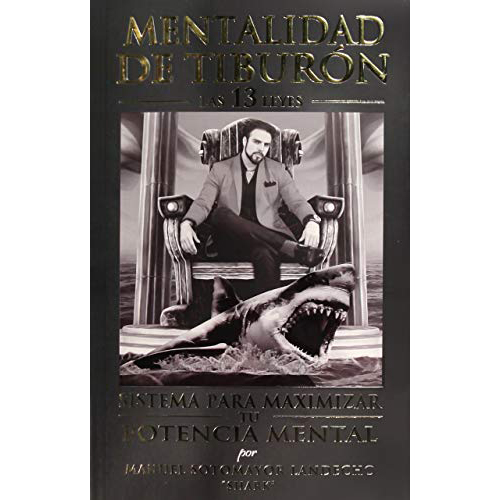 MENTALIDAD
DE TIBURÓN
LAS 13 LEYES
SISTEMA PARA MAXIMIZAR
TU
POTENCIA MENTAL
por
MANUEL SOTOMAYOR LANDECHO
"SHARK"